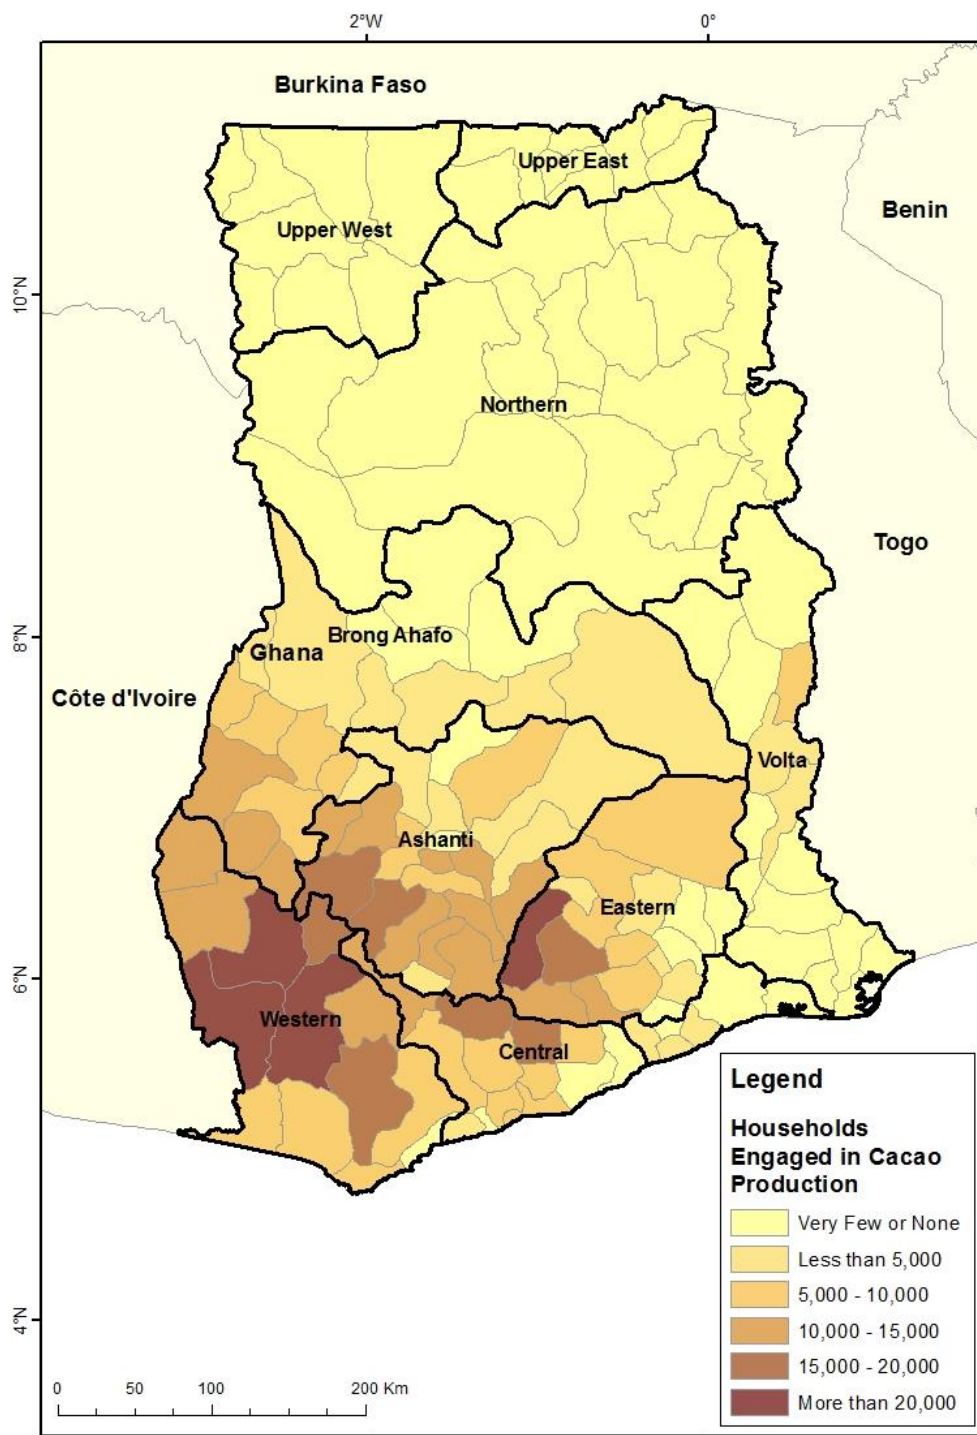 2°W
0°
Burkina Faso
Upper East
Benin
Upper West
10°N
Northern
Togo
8°N
Brong Ahafo
Ghana
Côte d'Ivoire
Volta
Ashanti
Eastern
6°N
Western
Central
Legend
Households
Engaged in Cacao
Production
Very Few or None
Less than 5,000
5,000 - 10,000
10,000 - 15,000
15,000 - 20,000
More than 20,000
4°N
0 50 100 200 Km